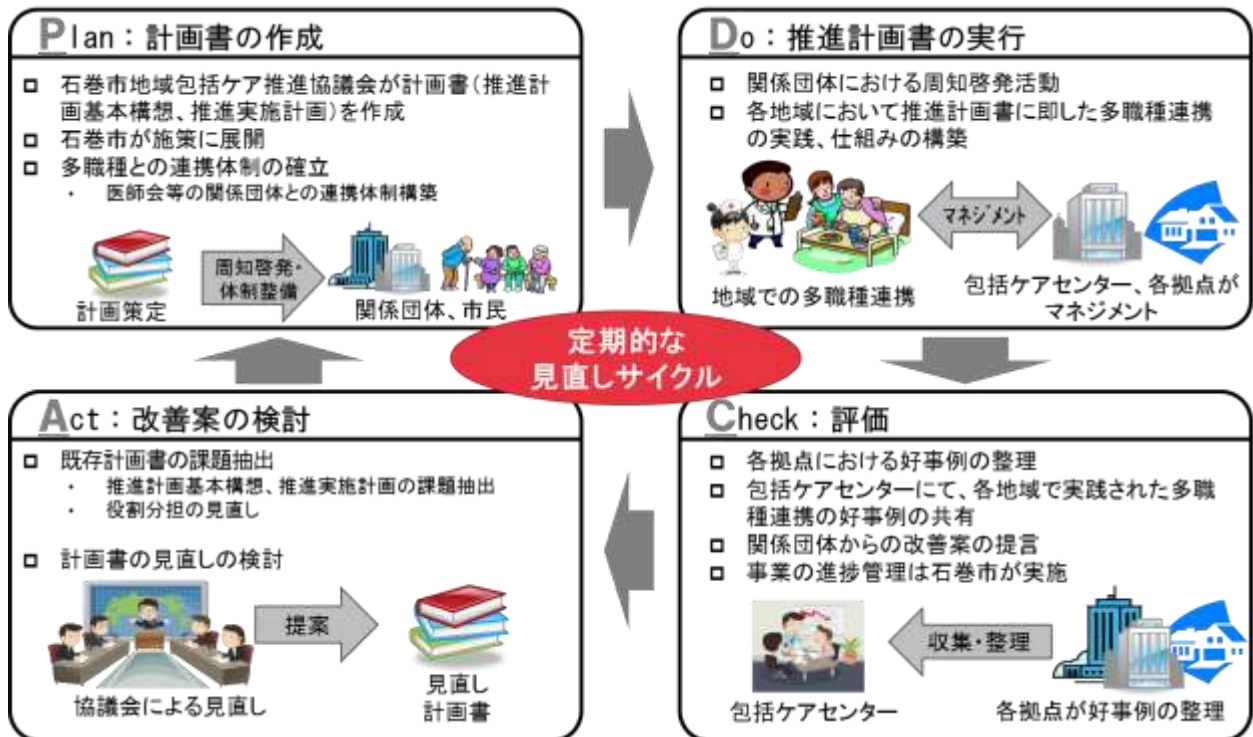 Plan：計画書の作成
□ 石巻市地域包括ケア推進協議会が計画書（推進計
画基本構想、推進実施計画）を作成
□ 石巻市が施策に展開
□ 多職種との連携体制の確立
・ 医師会等の関係団体との連携体制構築
計画策定
周知啓発・
体制整備
関係団体、市民
Do：推進計画書の実行
□ 関係団体における周知啓発活動
□ 各地域において推進計画書に即した多職種連携
の実践、仕組みの構築
地域での多職種連携
マネジメント
包括ケアセンター、各拠点が
マネジメント
定期的な
見直しサイクル
Act：改善案の検討
□ 既存計画書の課題抽出
・ 推進計画基本構想、推進実施計画の課題抽出
・ 役割分担の見直し
□ 計画書の見直しの検討
協議会による見直し
提案
見直し
計画書
Check：評価
□ 各拠点における好事例の整理
□ 包括ケアセンターにて、各地域で実践された多職
種連携の好事例の共有
□ 関係団体からの改善案の提言
□ 事業の進捗管理は石巻市が実施
包括ケアセンター
収集・整理
各拠点が好事例の整理